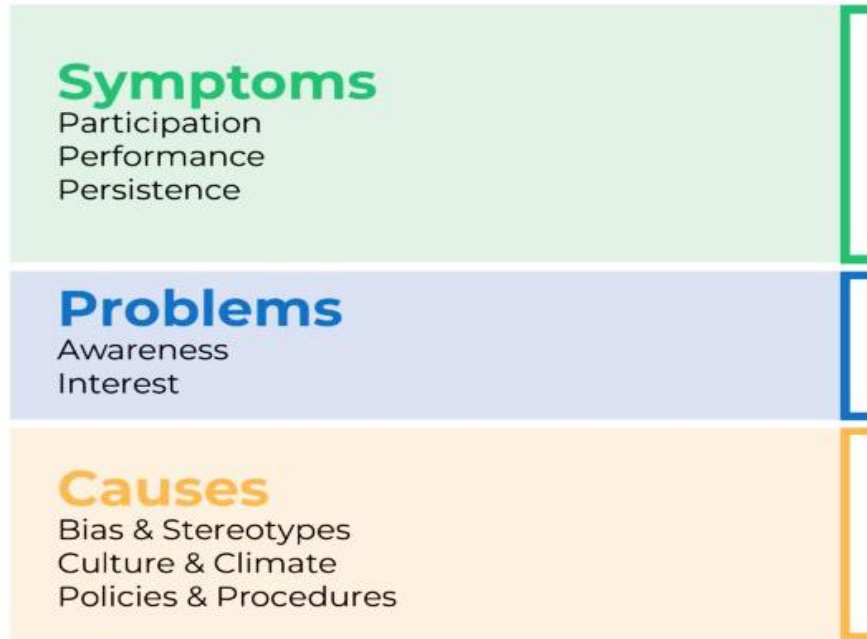 Symptoms
Participation
Performance
Persistence
Problems
Awareness
Interest
Causes
Bias & Stereotypes
Culture & Climate
Policies & Procedures